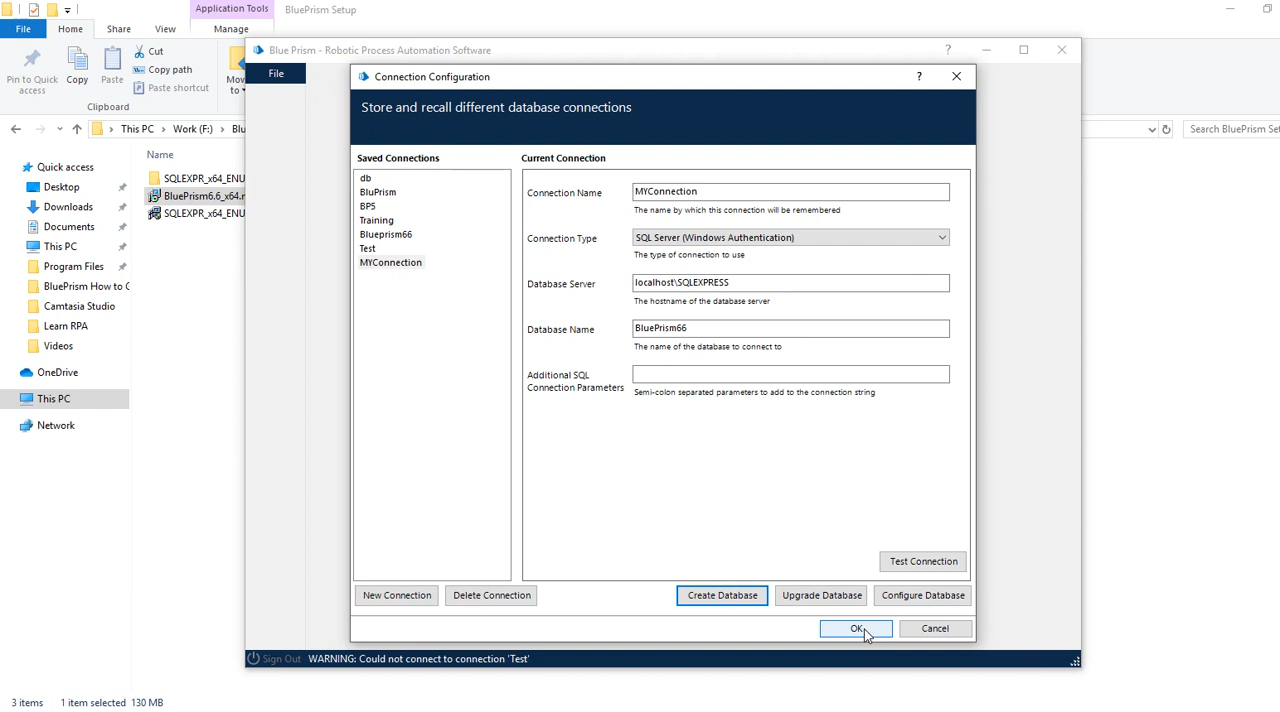 Application Tools
BluePrism Setup
File
Home
Share
View
Manage
Pin to Quick
access
Copy
Paste
Cut
Copy path
Paste shortcut
Clipboard
This PC
Work (F:)
Search BluePrism Set
Quick access
Desktop
Downloads
Documents
This PC
Program Files
BluePrism How to C
Camtasia Studio
Learn RPA
Videos
OneDrive
This PC
Network
Name
SQLEXPR_x64_ENU
BluePrism6.6_x64.m
SQLEXPR_x64_ENU
3 items
1 item selected 130 MB
Blue Prism - Robotic Process Automation Software
?
File
Connection Configuration
?
Store and recall different database connections
Saved Connections
db
BluPrism
BP5
Training
Blueprism66
Test
MYConnection
Current Connection
Connection Name
MYConnection
The name by which this connection will be remembered
Connection Type
SQL Server (Windows Authentication)
The type of connection to use
Database Server
localhost\SQLEXPRESS
The hostname of the database server
Database Name
BluePrism66
The name of the database to connect to
Additional SQL
Connection Parameters
Semi-colon separated parameters to add to the connection string
Test Connection
New Connection
Delete Connection
Create Database
Upgrade Database
Configure Database
OK
Cancel
Sign Out
WARNING: Could not connect to connection 'Test'